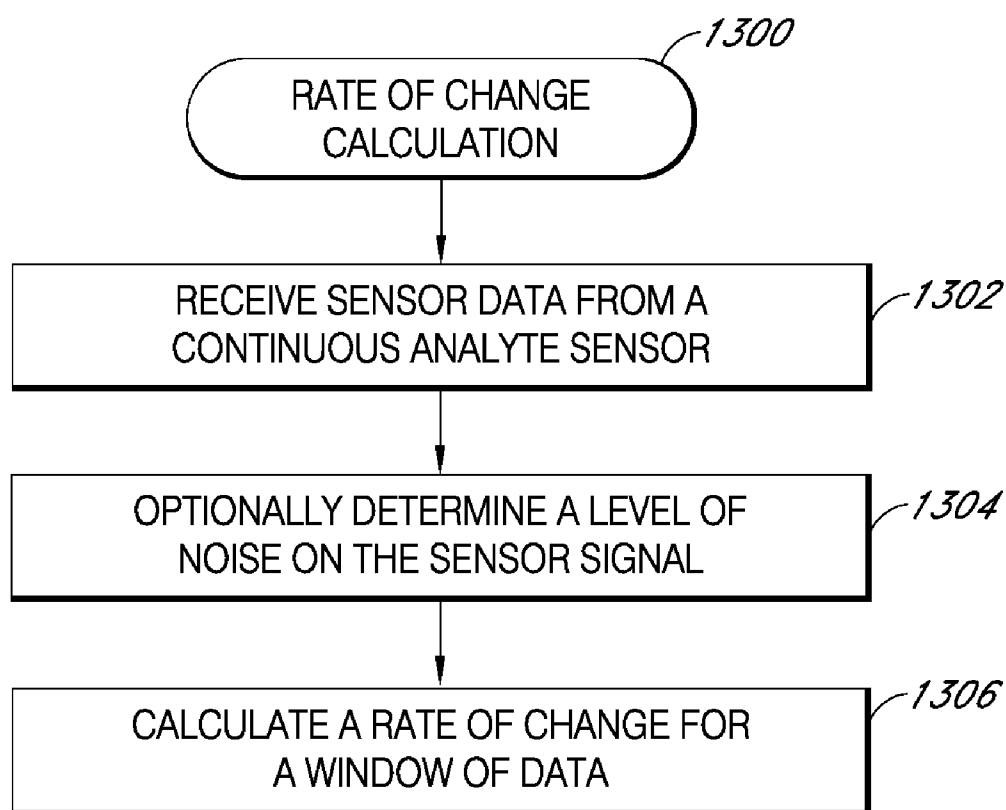 1300
RATE OF CHANGE
CALCULATION
RECEIVE SENSOR DATA FROM A
CONTINUOUS ANALYTE SENSOR
1302
OPTIONALLY DETERMINE A LEVEL OF
NOISE ON THE SENSOR SIGNAL
1304
CALCULATE A RATE OF CHANGE FOR
A WINDOW OF DATA
1306